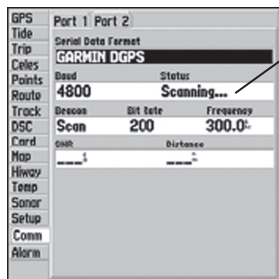 GPS
Tide
Trip
Celes
Points
Route
Track
DSC
Card
Map
Hiway
Temp
Sonar
Setup
Comm
Alarm
Port 1 Port 2
Serial Data Format
GARMIN DGPS
Baud Status
4800 Scanning...
Beacon Bit Rate Frequency
Scan 200 300.0
SNR Distance
___ ___